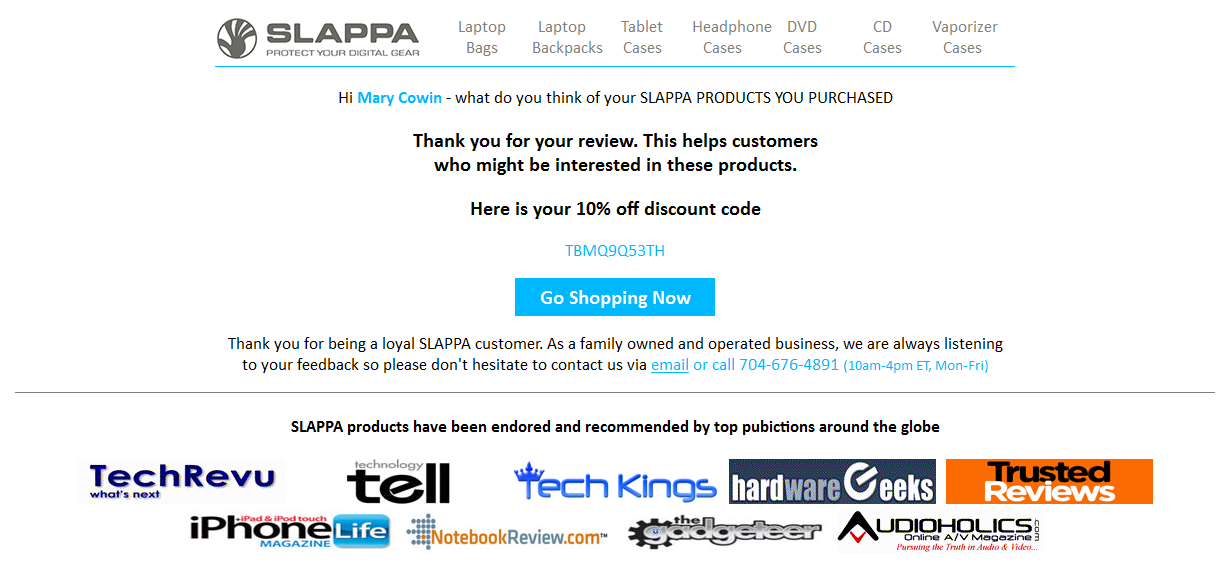 SLAPPA
PROTECT YOUR DIGITAL GEAR
Laptop Bags
Laptop Backpacks
Tablet Cases
Headphone Cases
DVD Cases
CD Cases
Vaporizer Cases
Hi Mary Cowin - what do you think of your SLAPPA PRODUCTS YOU PURCHASED
Thank you for your review. This helps customers
who might be interested in these products.
Here is your 10% off discount code
TBMQ9Q53TH
Go Shopping Now
Thank you for being a loyal SLAPPA customer. As a family owned and operated business, we are always listening
to your feedback so please don't hesitate to contact us via email or call 704-676-4891 (10am-4pm ET, Mon-Fri)
SLAPPA products have been endored and recommended by top pubictions around the globe
TechRevu
what's next
technology
tell
Tech Kings
hardwareGeeks
Trusted
Reviews
iPad & iPod touch
iPhone Life
MAGAZINE
NotebookReview.com™
the
gadgeteer
AUDIOHOLICS.COM
Online A/V Magazine
Pursuing the Truth in Audio & Video...